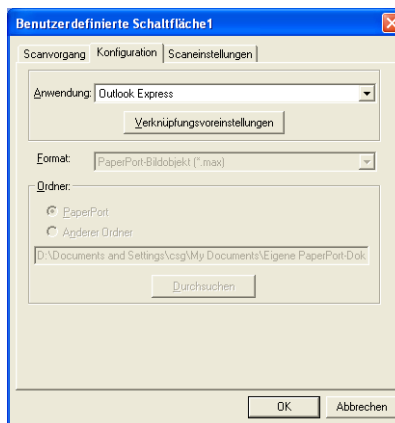 Benutzerdefinierte Schaltfläche1
Scanvorgang Konfiguration Scaneinstellungen
Anwendung: Outlook Express
Verknüpfungsvoreinstellungen
Format: PaperPort-Bildobjekt (*.max)
Ordner:
PaperPort
Anderer Ordner
D:\Documents and Settings\csg\My Documents\Eigene PaperPort-Dok
Durchsuchen
OK Abbrechen